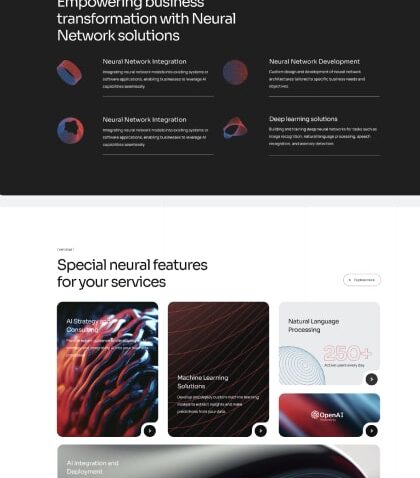 Empowering business
transformation with Neural
Network solutions
Neural Network Integration
Integrating neural network models into existing systems or
software applications, enabling businesses to leverage AI
capabilities seamlessly.
Neural Network Development
Custom design and development of neural network
architectures tailored to specific business needs and
objectives.
Neural Network Integration
Integrating neural network models into existing systems or
software applications, enabling businesses to leverage AI
capabilities seamlessly.
Deep learning solutions
Building and training deep neural networks for tasks such as
image recognition, natural language processing, speech
recognition, and anomaly detection.
Special neural features
for your services
Explore more
AI Strategy and
Consulting
Machine Learning
Solutions
Develop and deploy custom machine learning
models to extract insights and make
predictions from your data.
Natural Language
Processing
250+
Active users every day
OpenAI
AI Integration and
Deployment